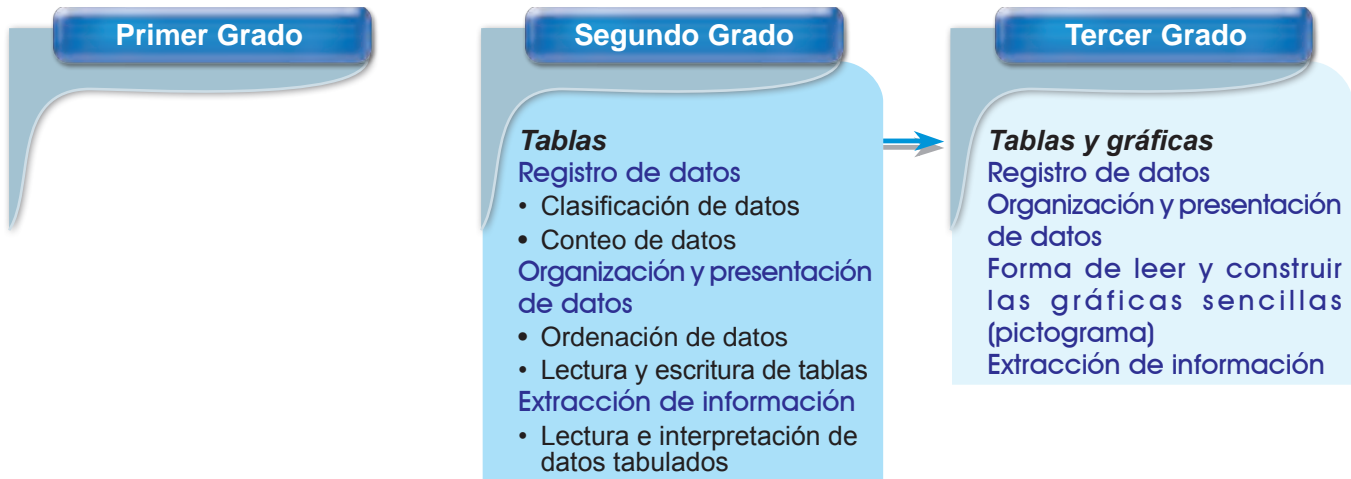 Primer Grado
Segundo Grado
Tablas
Registro de datos
• Clasificación de datos
• Conteo de datos
Organización y presentación
de datos
• Ordenación de datos
• Lectura y escritura de tablas
Extracción de información
• Lectura e interpretación de
datos tabulados
Tercer Grado
Tablas y gráficas
Registro de datos
Organización y presentación
de datos
Forma de leer y construir
las gráficas sencillas
(pictograma)
Extracción de información